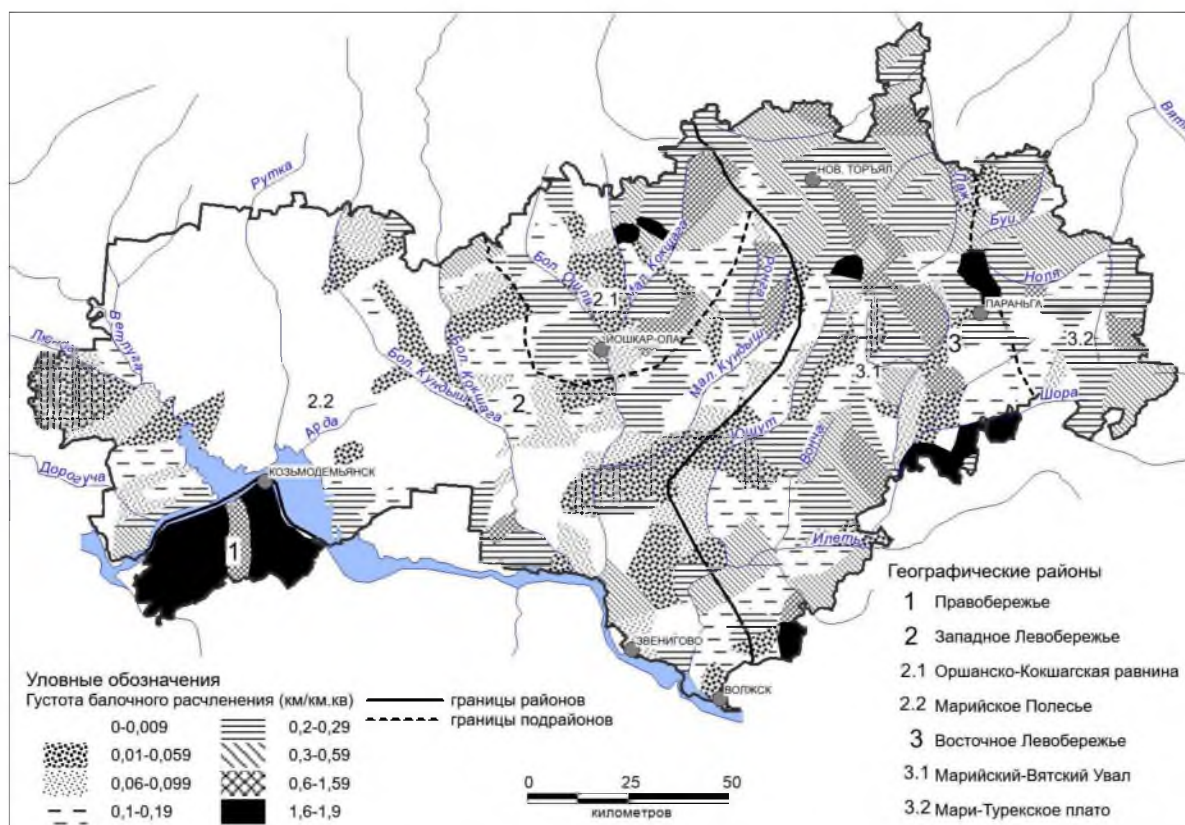 Рутка
Вятк
НОВ. ТОРЪЯЛ
Лаж
Буй
Бол. Ошла
Мал. Кокшага
2.1
Ноля
ПАРАНЬГА
Ветлуга
ЙОШКАР-ОЛА
Мал. Кундыш
3
3.2
3.1
Бол. Кундыш
Бол. Кокшага
2
2.2
Шора
Арда
Юшут
Вонча
КОЗЬМОДЕМЬЯНСК
Дорогуча
1
Илеть
ЗВЕНИГОВО
ВОЛЖСК
Уловные обозначения
Густота балочного расчленения (км/км.кв)
0-0,009
0,01-0,059
0,06-0,099
0,1-0,19
0,2-0,29
0,3-0,59
0,6-1,59
1,6-1,9
границы районов
границы подрайонов
0 25 50
километров
Географические районы
1 Правобережье
2 Западное Левобережье
2.1 Оршанско-Кокшагская равнина
2.2 Марийское Полесье
3 Восточное Левобережье
3.1 Марийский-Вятский Увал
3.2 Мари-Турекское плато